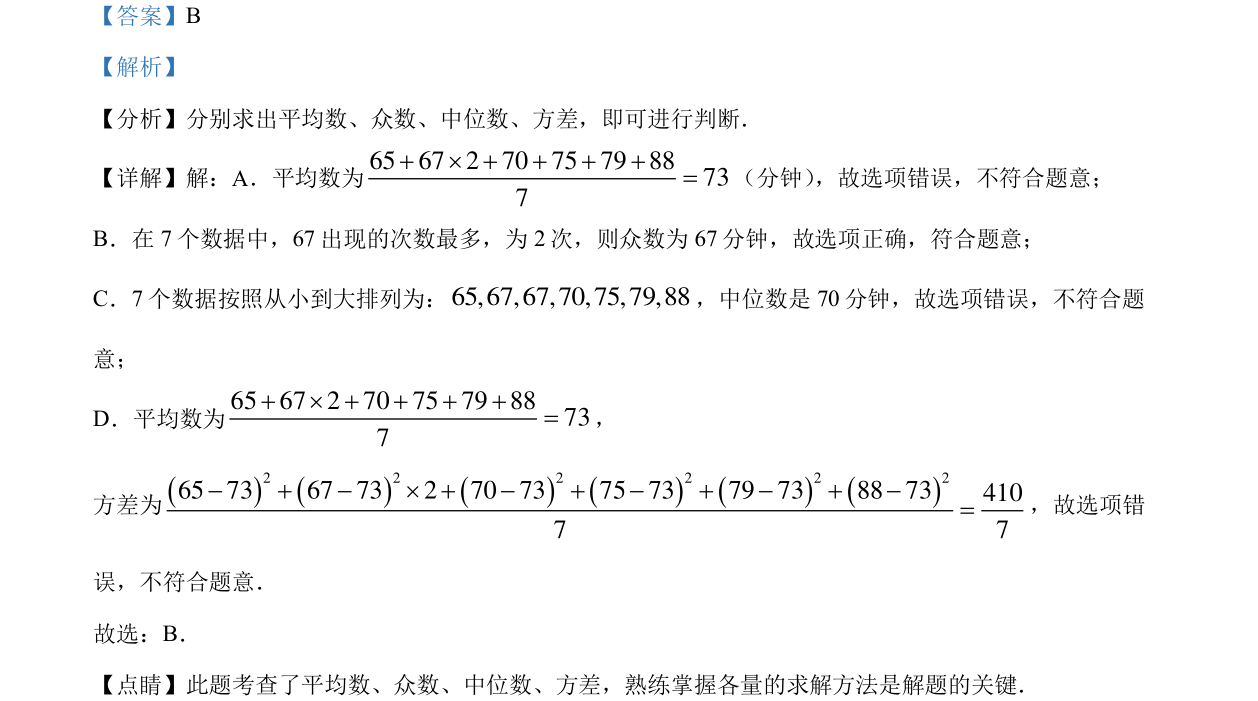 【答案】B
【解析】
【分析】分别求出平均数、众数、中位数、方差，即可进行判断．
【详解】解：A．平均数为 $\frac{65+67\times2+70+75+79+88}{7}=73$（分钟），故选项错误，不符合题意；
B．在 7 个数据中，67 出现的次数最多，为 2 次，则众数为 67 分钟，故选项正确，符合题意；
C．7 个数据按照从小到大排列为：65,67,67,70,75,79,88，中位数是 70 分钟，故选项错误，不符合题
意；
D．平均数为 $\frac{65+67\times2+70+75+79+88}{7}=73$，
方差为 $\frac{(65-73)^2+(67-73)^2\times2+(70-73)^2+(75-73)^2+(79-73)^2+(88-73)^2}{7}=\frac{410}{7}$，故选项错
误，不符合题意．
故选：B．
【点睛】此题考查了平均数、众数、中位数、方差，熟练掌握各量的求解方法是解题的关键．